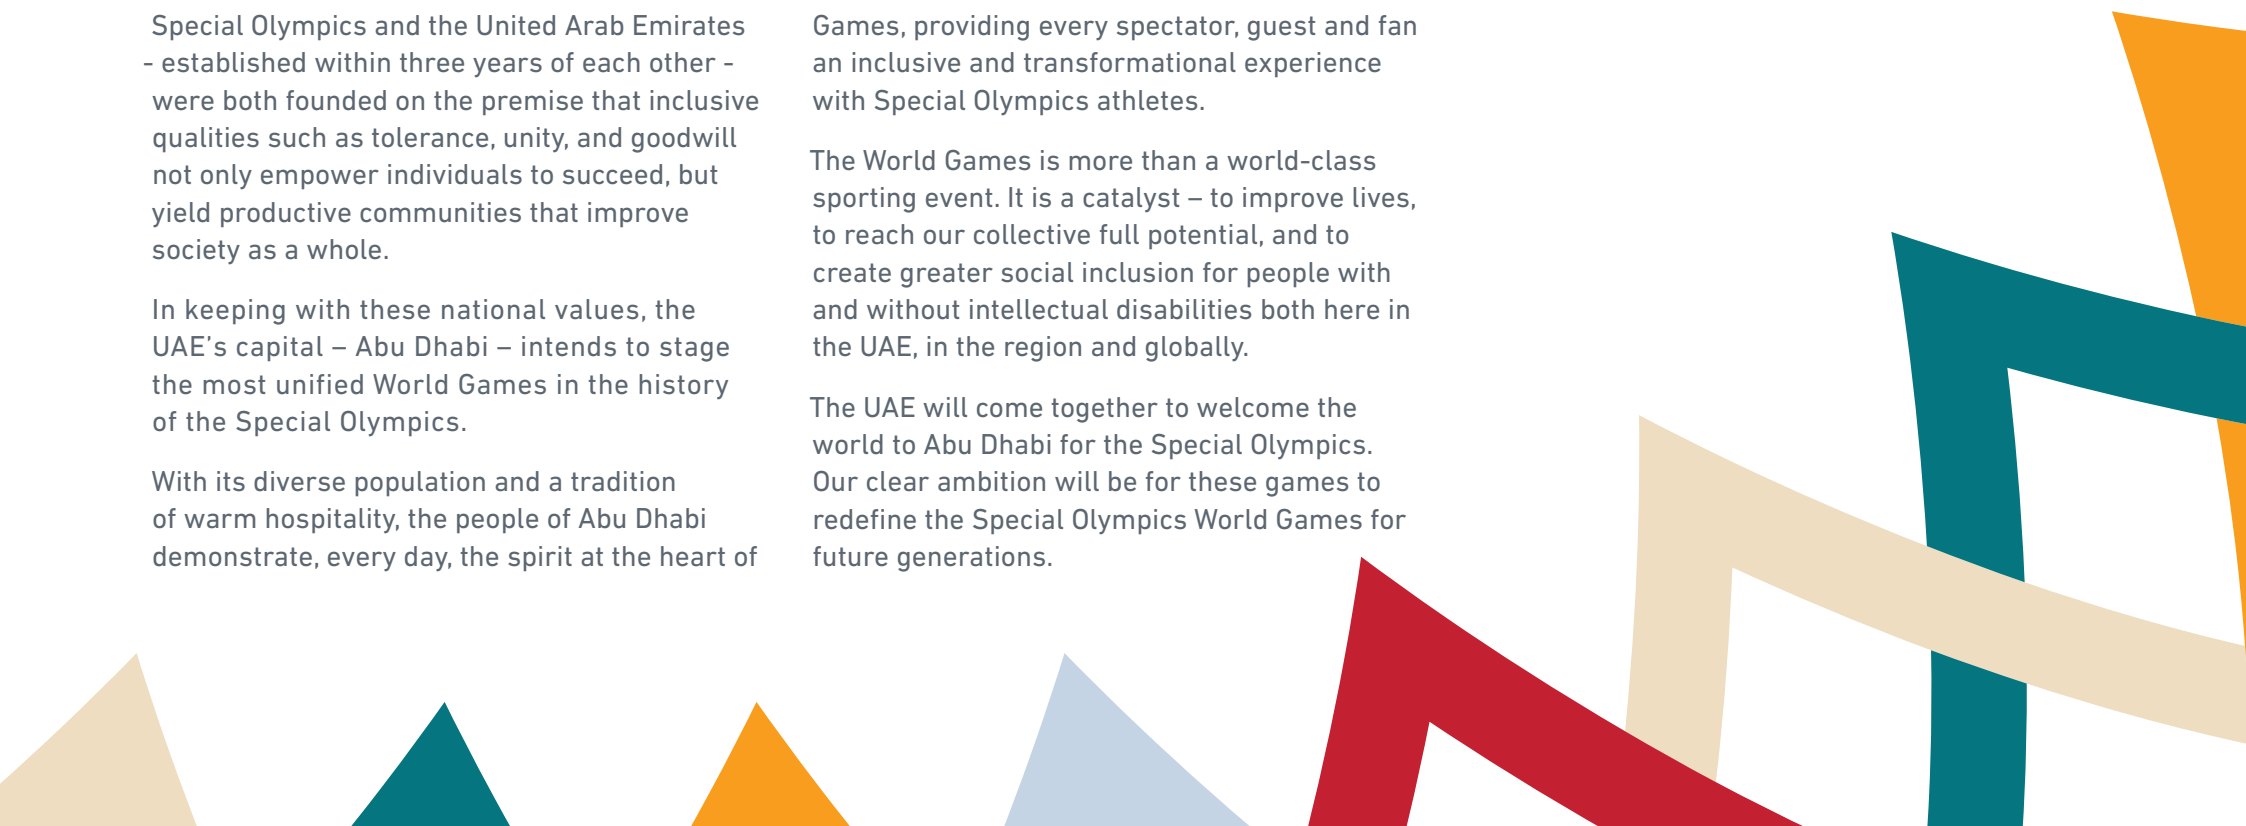 Special Olympics and the United Arab Emirates
- established within three years of each other -
were both founded on the premise that inclusive
qualities such as tolerance, unity, and goodwill
not only empower individuals to succeed, but
yield productive communities that improve
society as a whole.
In keeping with these national values, the
UAE’s capital – Abu Dhabi – intends to stage
the most unified World Games in the history
of the Special Olympics.
With its diverse population and a tradition
of warm hospitality, the people of Abu Dhabi
demonstrate, every day, the spirit at the heart of
Games, providing every spectator, guest and fan
an inclusive and transformational experience
with Special Olympics athletes.
The World Games is more than a world-class
sporting event. It is a catalyst – to improve lives,
to reach our collective full potential, and to
create greater social inclusion for people with
and without intellectual disabilities both here in
the UAE, in the region and globally.
The UAE will come together to welcome the
world to Abu Dhabi for the Special Olympics.
Our clear ambition will be for these games to
redefine the Special Olympics World Games for
future generations.